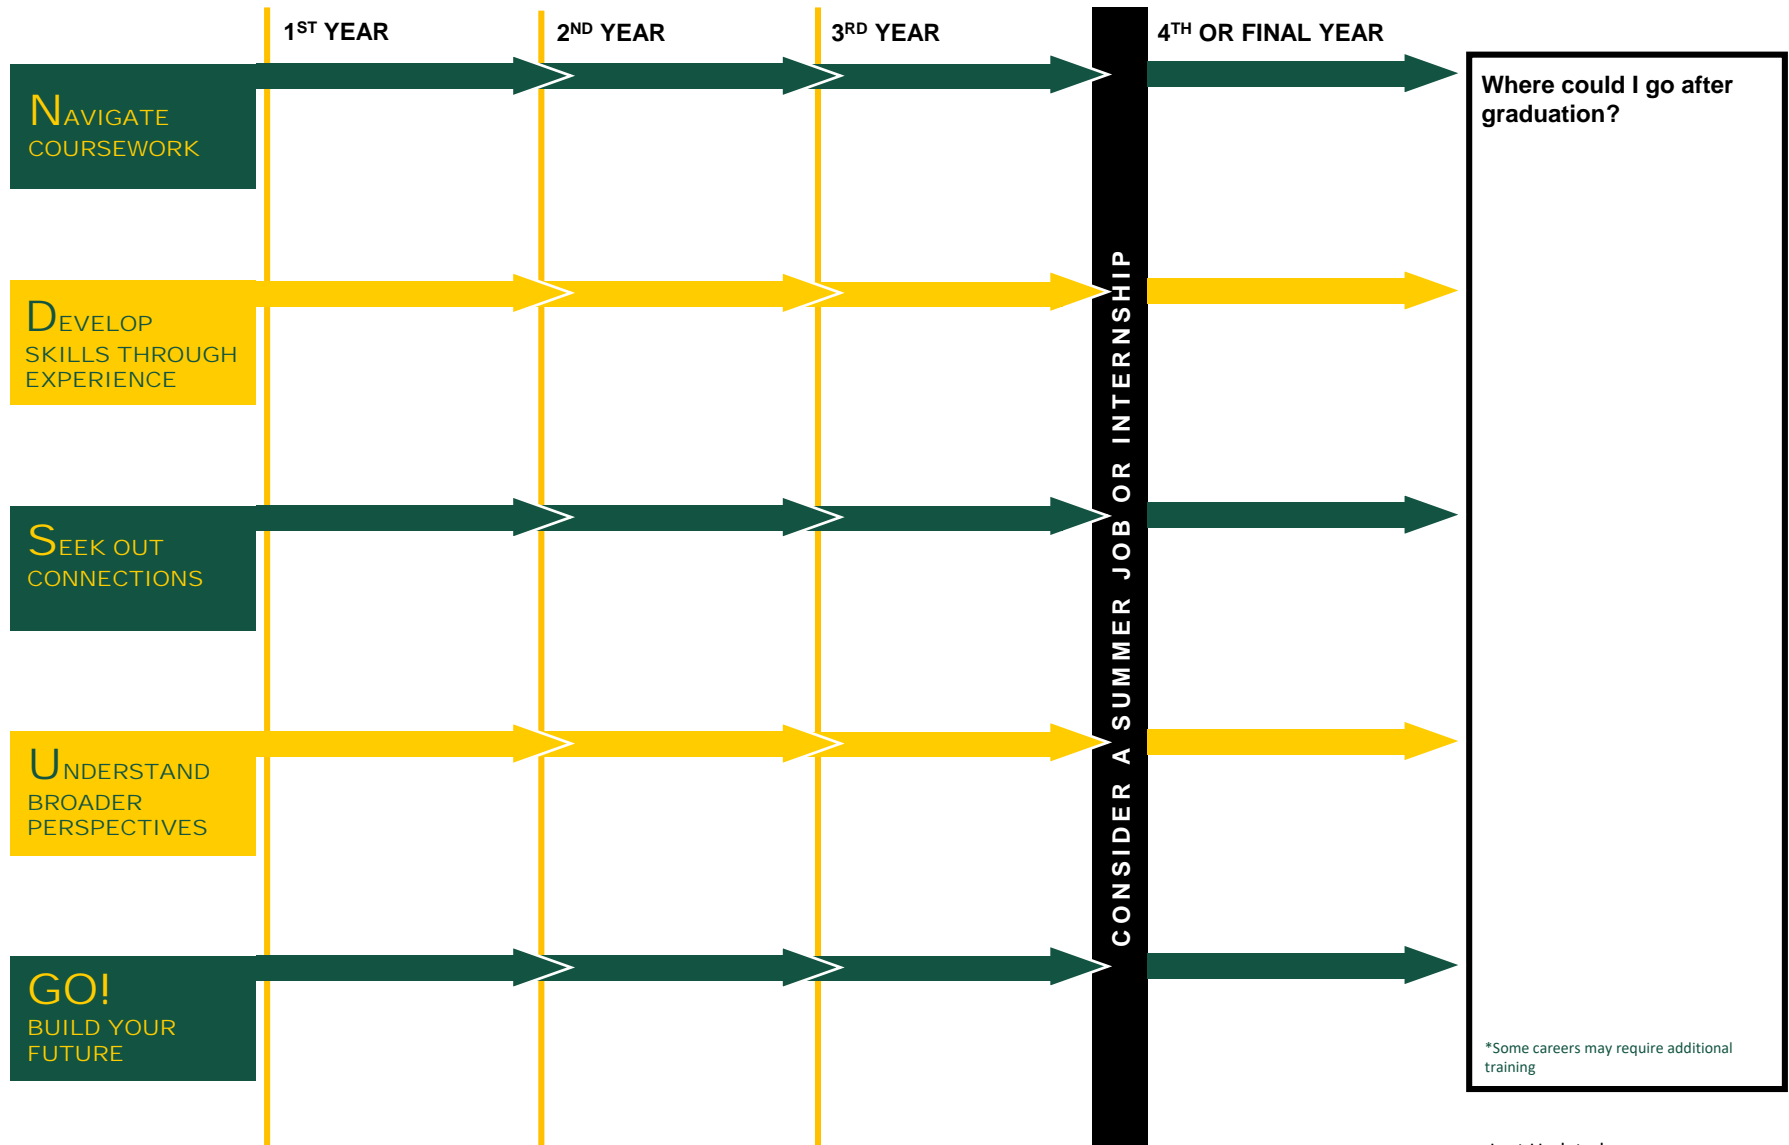 1ST YEAR
2ND YEAR
3RD YEAR
4TH OR FINAL YEAR
NAVIGATE
COURSEWORK
DEVELOP
SKILLS THROUGH
EXPERIENCE
SEEK OUT
CONNECTIONS
UNDERSTAND
BROADER
PERSPECTIVES
GO!
BUILD YOUR
FUTURE
CONSIDER A SUMMER JOB OR INTERNSHIP
Where could I go after
graduation?
*Some careers may require additional
training